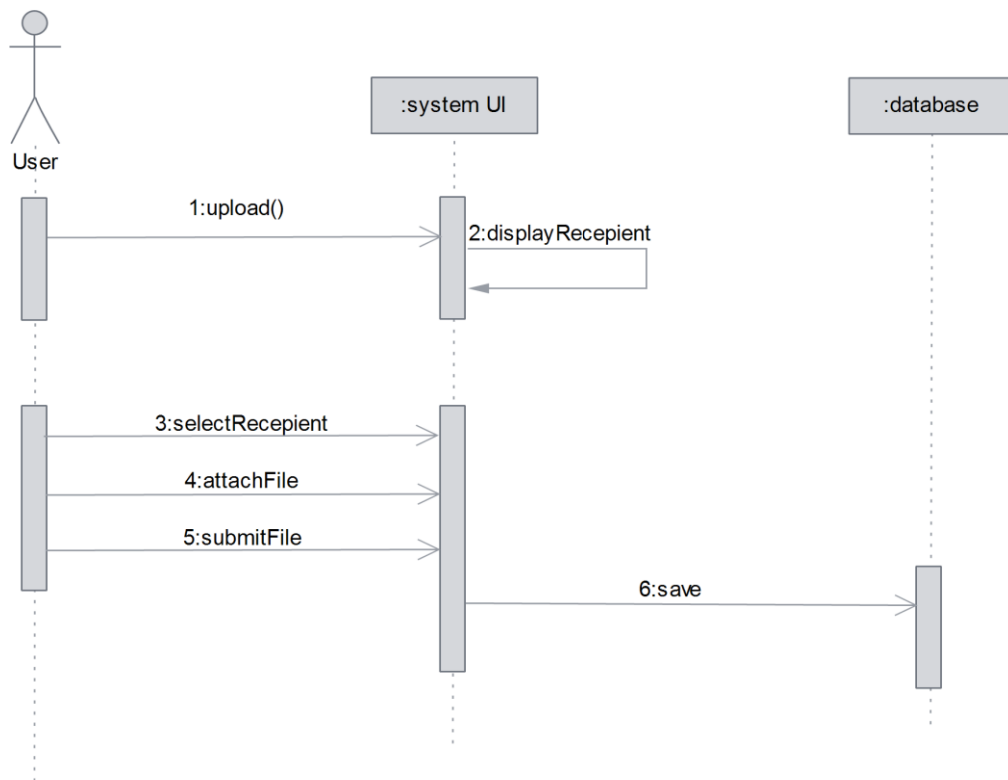 :system UI
:database
User
1:upload()
2:displayRecepient
3:selectRecepient
4:attachFile
5:submitFile
6:save